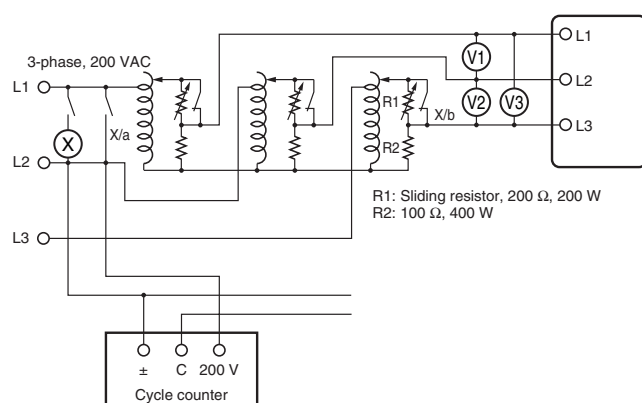 3-phase, 200 VAC
L1
L2
L3
X
X/a
R1
R2
X/b
V1
V2
V3
L1
L2
L3
R1: Sliding resistor, 200 Ω, 200 W
R2: 100 Ω, 400 W
± C 200 V
Cycle counter